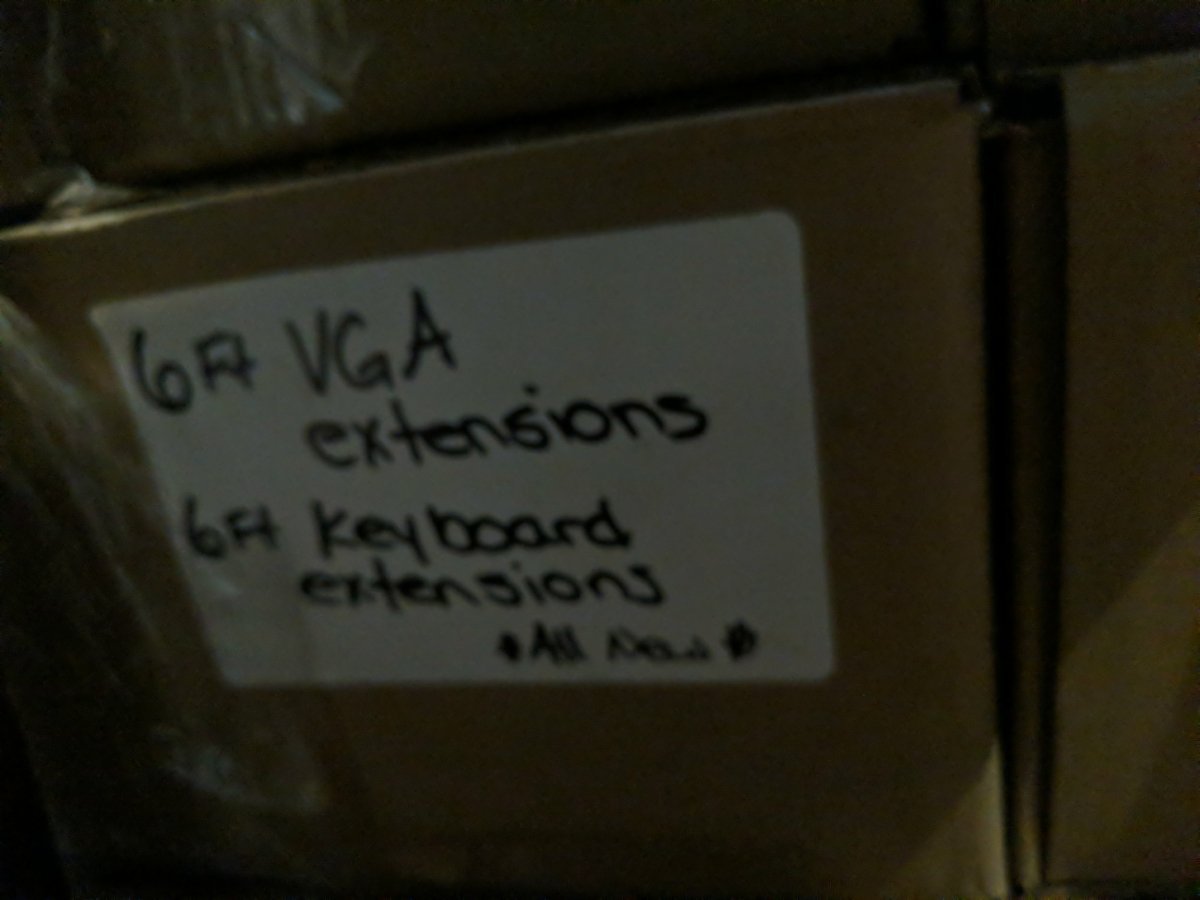 6Ft VGA
extensions
6Ft Keyboard
extensions
*All New*